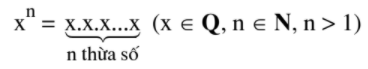 xⁿ = x.x.x...x (x ∈ Q, n ∈ N, n > 1)
n thừa số